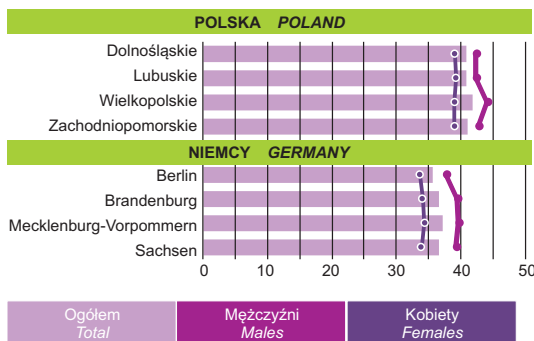 POLSKA POLAND
Dolnośląskie
Lubuskie
Wielkopolskie
Zachodniopomorskie
NIEMCY GERMANY
Berlin
Brandenburg
Mecklenburg-Vorpommern
Sachsen
0 10 20 30 40 50
Ogółem Mężczyźni Kobiety
Total Males Females